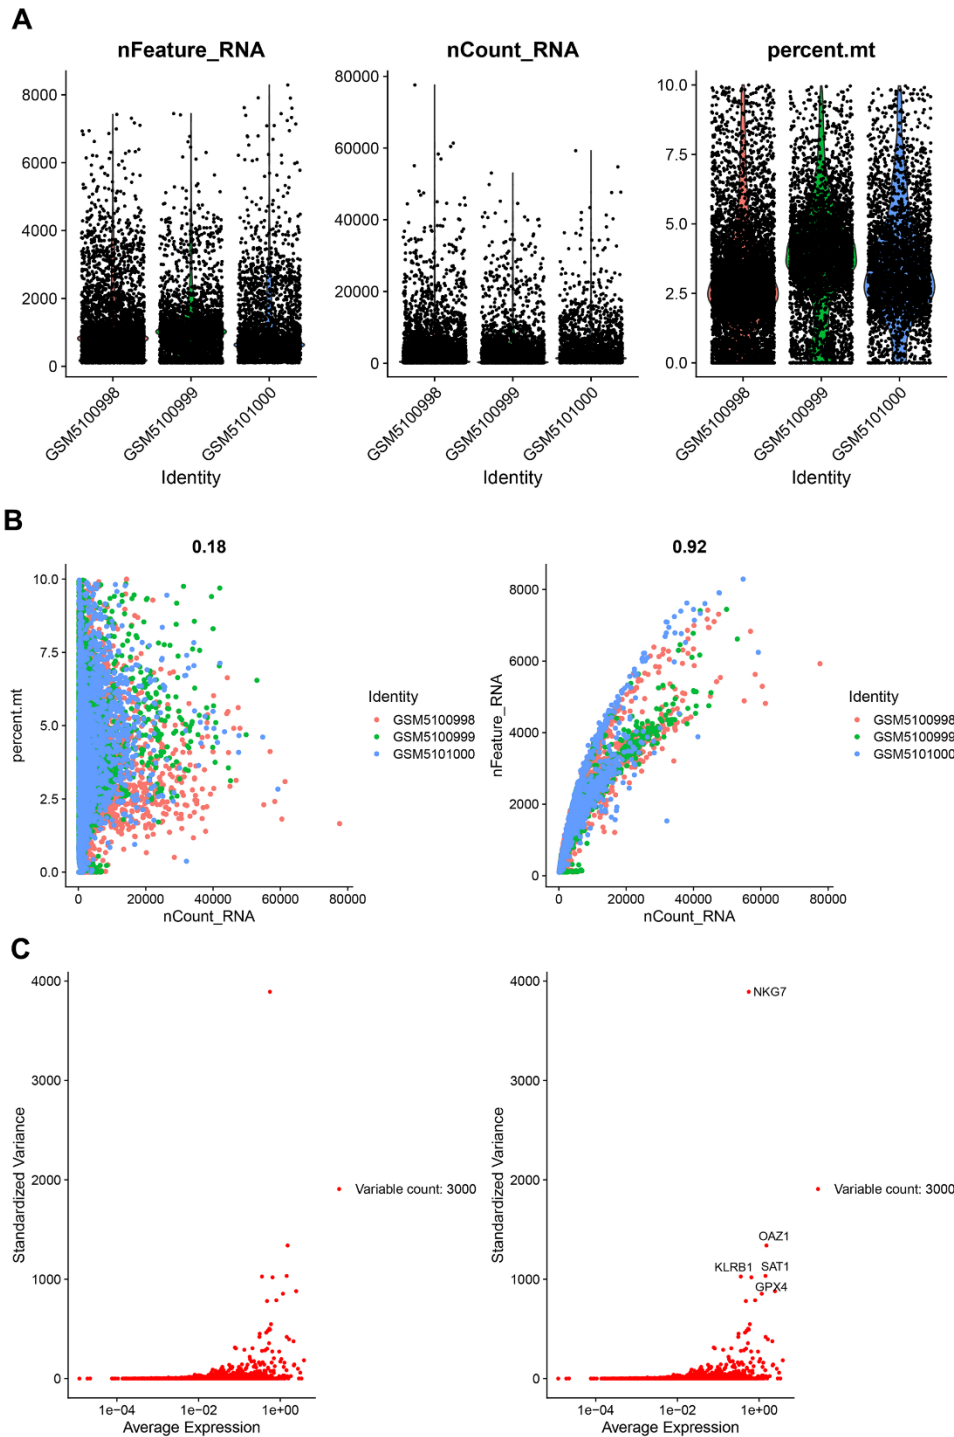 A
nFeature_RNA
nCount_RNA
percent.mt
8000
6000
4000
2000
0
80000
60000
40000
20000
0
10.0
7.5
5.0
2.5
0.0
GSM5100998
GSM5100999
GSM5101000
GSM5100998
GSM5100999
GSM5101000
GSM5100998
GSM5100999
GSM5101000
Identity
Identity
Identity
B
0.18
percent.mt
10.0
7.5
5.0
2.5
0.0
0 20000 40000 60000 80000
nCount_RNA
Identity
GSM5100998
GSM5100999
GSM5101000
0.92
nFeature_RNA
8000
6000
4000
2000
0
0 20000 40000 60000 80000
nCount_RNA
Identity
GSM5100998
GSM5100999
GSM5101000
C
Standardized Variance
4000
3000
2000
1000
0
1e-04 1e-02 1e+00
Average Expression
Variable count: 3000
Standardized Variance
4000
3000
2000
1000
0
NKG7
OAZ1
KLRB1
SAT1
GPX4
1e-04 1e-02 1e+00
Average Expression
Variable count: 3000